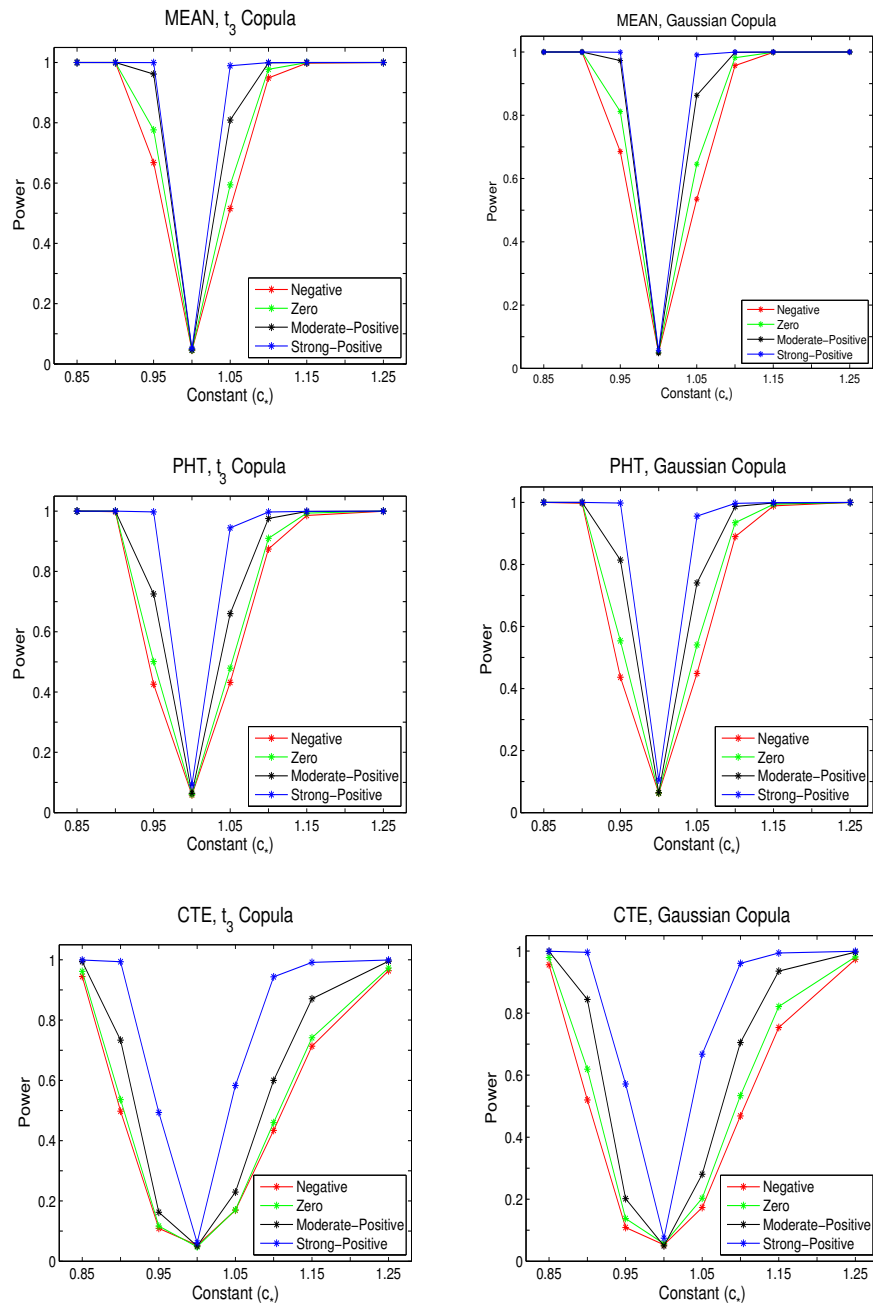 MEAN, t3 Copula
1
0.8
0.6
0.4
0.2
0
Power
Negative
Zero
Moderate−Positive
Strong−Positive
0.85 0.95 1.05 1.15 1.25
Constant (c*)
MEAN, Gaussian Copula
1
0.8
0.6
0.4
0.2
0
Power
Negative
Zero
Moderate−Positive
Strong−Positive
0.85 0.95 1.05 1.15 1.25
Constant (c*)
PHT, t3 Copula
1
0.8
0.6
0.4
0.2
0
Power
Negative
Zero
Moderate−Positive
Strong−Positive
0.85 0.95 1.05 1.15 1.25
Constant (c*)
PHT, Gaussian Copula
1
0.8
0.6
0.4
0.2
0
Power
Negative
Zero
Moderate−Positive
Strong−Positive
0.85 0.95 1.05 1.15 1.25
Constant (c*)
CTE, t3 Copula
1
0.8
0.6
0.4
0.2
0
Power
Negative
Zero
Moderate−Positive
Strong−Positive
0.85 0.95 1.05 1.15 1.25
Constant (c*)
CTE, Gaussian Copula
1
0.8
0.6
0.4
0.2
0
Power
Negative
Zero
Moderate−Positive
Strong−Positive
0.85 0.95 1.05 1.15 1.25
Constant (c*)